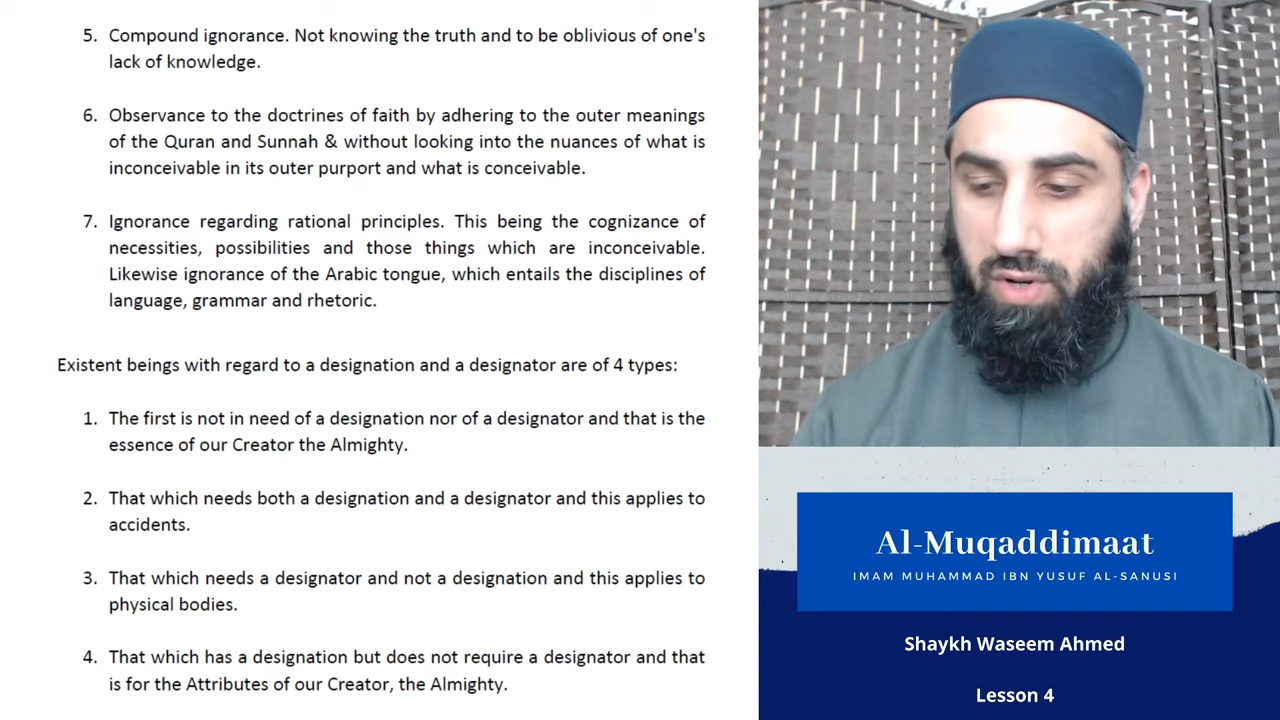 5. Compound ignorance. Not knowing the truth and to be oblivious of one's
lack of knowledge.
6. Observance to the doctrines of faith by adhering to the outer meanings
of the Quran and Sunnah & without looking into the nuances of what is
inconceivable in its outer purport and what is conceivable.
7. Ignorance regarding rational principles. This being the cognizance of
necessities, possibilities and those things which are inconceivable.
Likewise ignorance of the Arabic tongue, which entails the disciplines of
language, grammar and rhetoric.
Existent beings with regard to a designation and a designator are of 4 types:
1. The first is not in need of a designation nor of a designator and that is the
essence of our Creator the Almighty.
2. That which needs both a designation and a designator and this applies to
accidents.
3. That which needs a designator and not a designation and this applies to
physical bodies.
4. That which has a designation but does not require a designator and that
is for the Attributes of our Creator, the Almighty.
Al-Muqaddimaat
IMAM MUHAMMAD IBN YUSUF AL-SANUSI
Shaykh Waseem Ahmed
Lesson 4